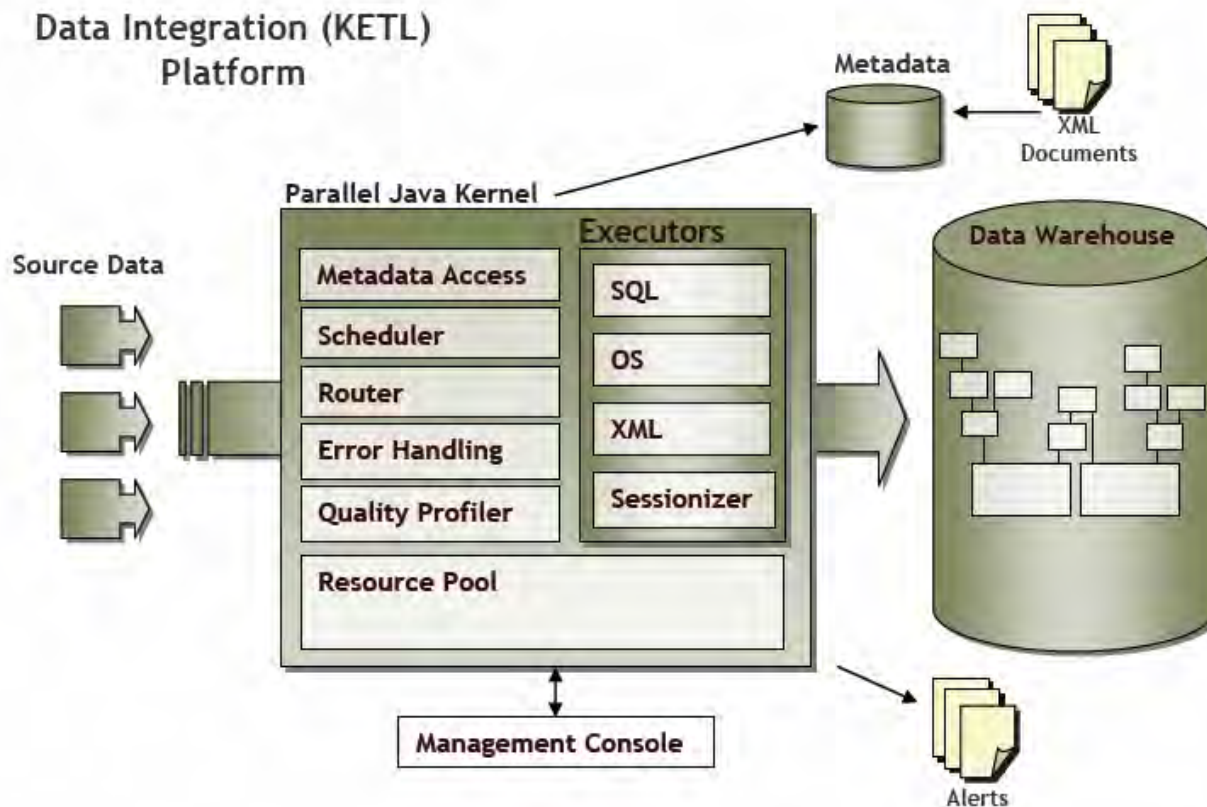 Data Integration (KETL)
Platform
Metadata
XML
Documents
Parallel Java Kernel
Source Data
Executors
Metadata Access
Scheduler
Router
Error Handling
Quality Profiler
Resource Pool
SQL
OS
XML
Sessionizer
Data Warehouse
Management Console
Alerts